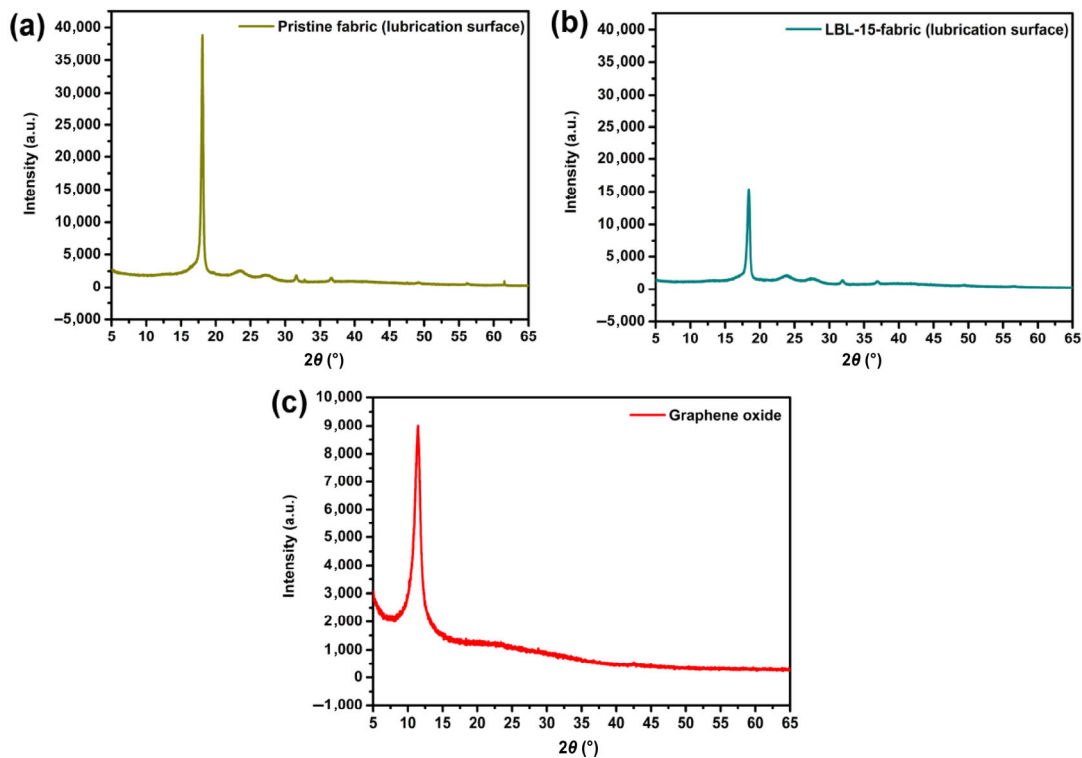 (a)
Pristine fabric (lubrication surface)
40,000
35,000
30,000
25,000
20,000
15,000
10,000
5,000
0
−5,000
Intensity (a.u.)
5 10 15 20 25 30 35 40 45 50 55 60 65
2θ (°)
(b)
LBL-15-fabric (lubrication surface)
40,000
35,000
30,000
25,000
20,000
15,000
10,000
5,000
0
−5,000
Intensity (a.u.)
5 10 15 20 25 30 35 40 45 50 55 60 65
2θ (°)
(c)
Graphene oxide
10,000
9,000
8,000
7,000
6,000
5,000
4,000
3,000
2,000
1,000
0
−1,000
Intensity (a.u.)
5 10 15 20 25 30 35 40 45 50 55 60 65
2θ (°)